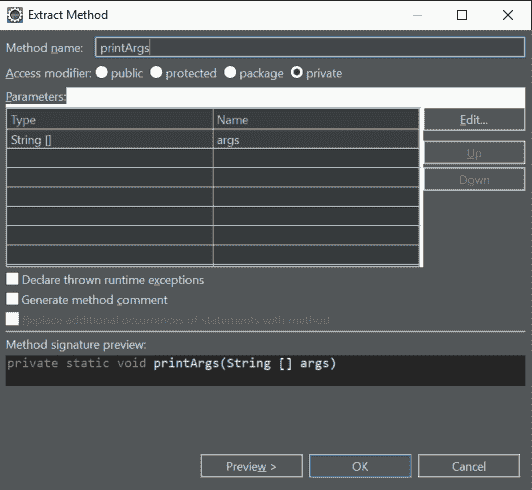 Extract Method
Method name: printArgs
Access modifier: public protected package private
Parameters:
Type Name Edit...
String [] args
Up
Down
Declare thrown runtime exceptions
Generate method comment
Replace additional occurrences of statements with method
Method signature preview:
private static void printArgs(String [] args)
Preview > OK Cancel